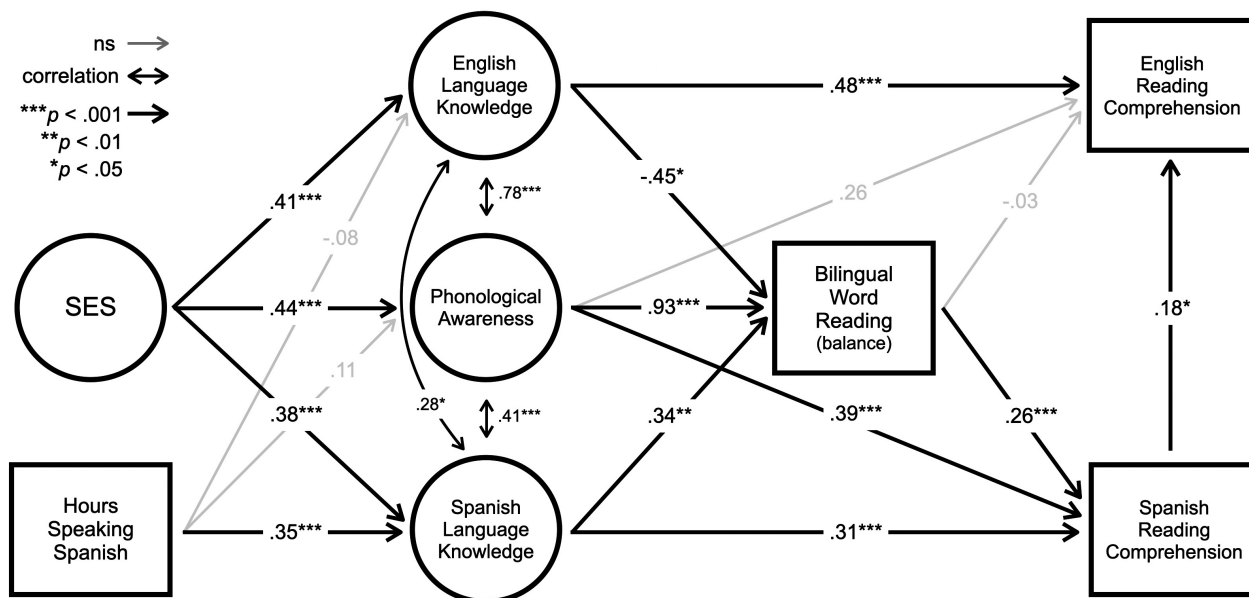 ns
correlation
***p < .001
**p < .01
*p < .05
English
Language
Knowledge
English
Reading
Comprehension
.48***
.41***
-.08
.78***
-.45*
.26
-.03
SES
.44***
Phonological
Awareness
.93***
Bilingual
Word
Reading
(balance)
.18*
.11
.38***
.28*
.41***
.34**
.39***
.26***
Hours
Speaking
Spanish
.35***
Spanish
Language
Knowledge
.31***
Spanish
Reading
Comprehension